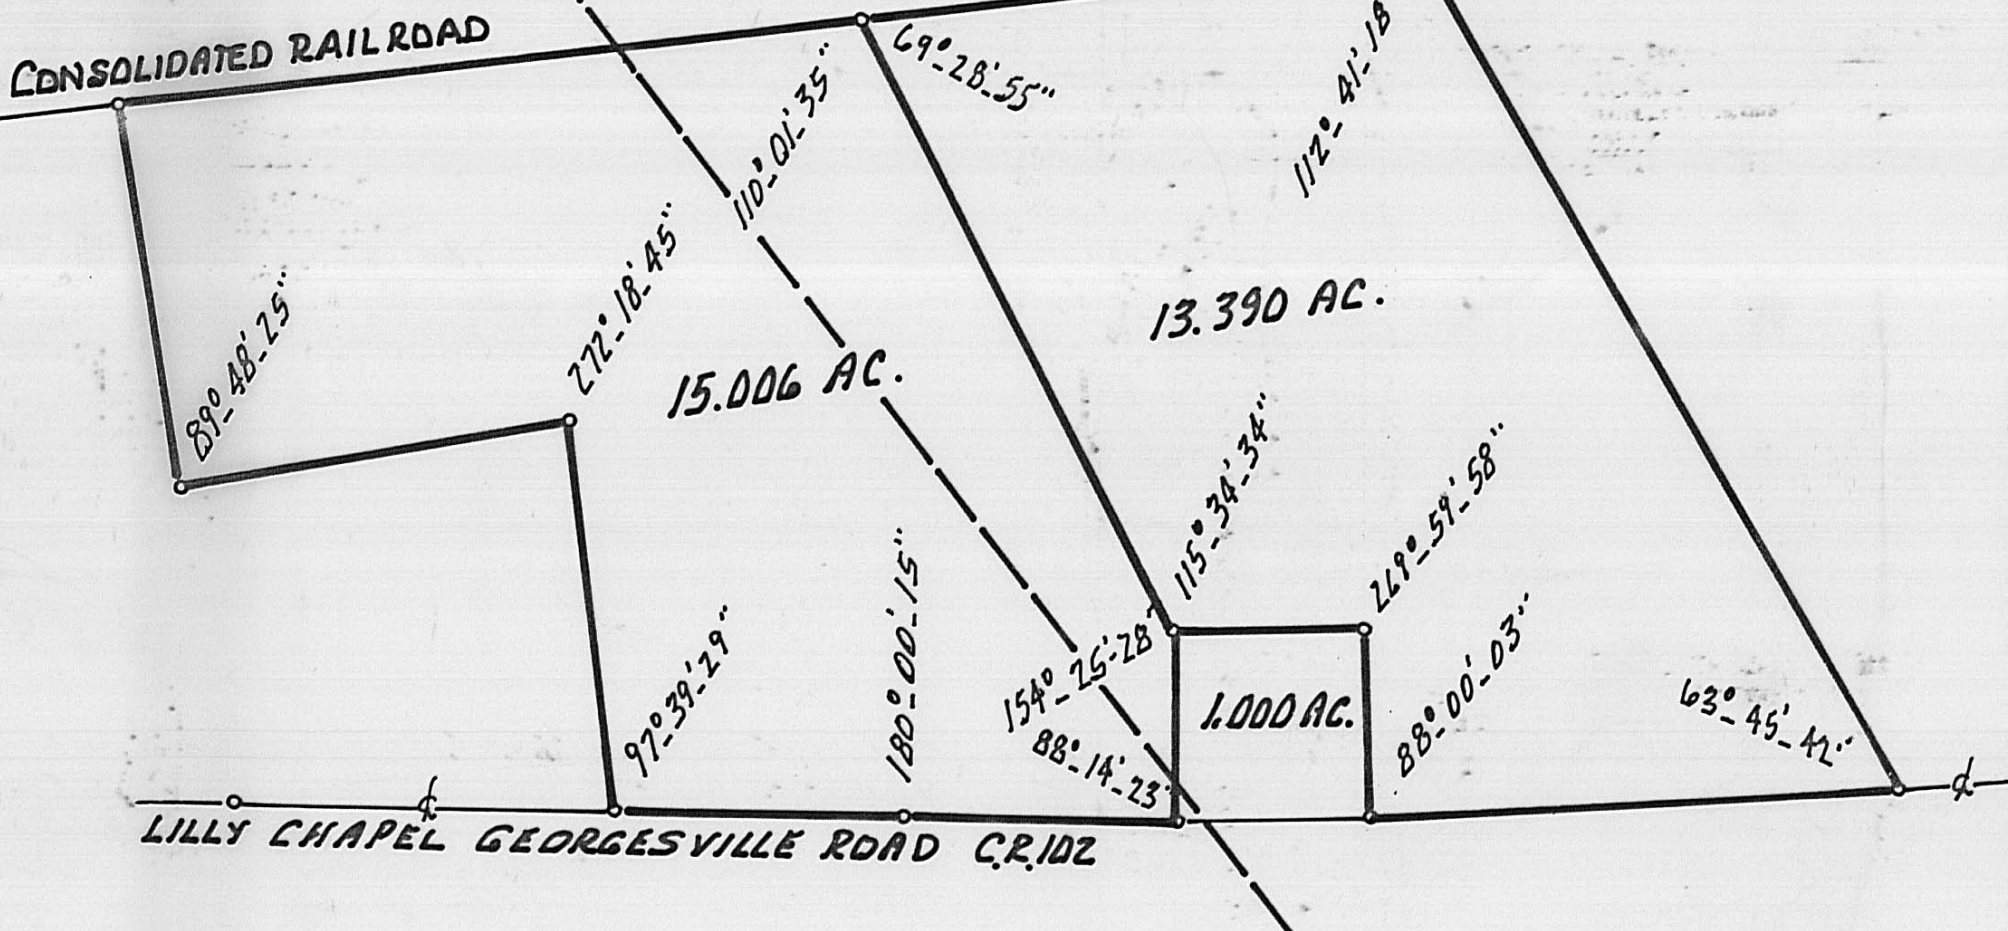 CONSOLIDATED RAILROAD
69°-28'-55"
112°-41'-18
110°-01'-35"
272°-18'-45"
89°-48'-25"
13.390 AC.
15.006 AC.
115°-34'-34"
269°-59'-58"
180°-00'-15"
97°-39'-29"
154°-25'-28"
88°-14'-23"
1.000 AC.
88°-00'-03"
63°-45'-42"
LILLY CHAPEL GEORGESVILLE ROAD C.R.102